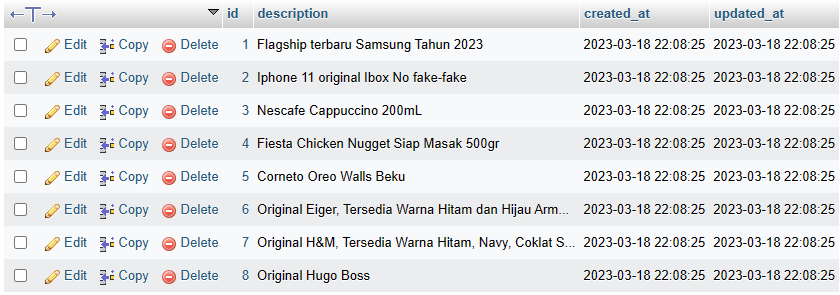 id description created_at updated_at
Edit Copy Delete 1 Flagship terbaru Samsung Tahun 2023 2023-03-18 22:08:25 2023-03-18 22:08:25
Edit Copy Delete 2 Iphone 11 original Ibox No fake-fake 2023-03-18 22:08:25 2023-03-18 22:08:25
Edit Copy Delete 3 Nescafe Cappuccino 200mL 2023-03-18 22:08:25 2023-03-18 22:08:25
Edit Copy Delete 4 Fiesta Chicken Nugget Siap Masak 500gr 2023-03-18 22:08:25 2023-03-18 22:08:25
Edit Copy Delete 5 Corneto Oreo Walls Beku 2023-03-18 22:08:25 2023-03-18 22:08:25
Edit Copy Delete 6 Original Eiger, Tersedia Warna Hitam dan Hijau Arm... 2023-03-18 22:08:25 2023-03-18 22:08:25
Edit Copy Delete 7 Original H&M, Tersedia Warna Hitam, Navy, Coklat S... 2023-03-18 22:08:25 2023-03-18 22:08:25
Edit Copy Delete 8 Original Hugo Boss 2023-03-18 22:08:25 2023-03-18 22:08:25